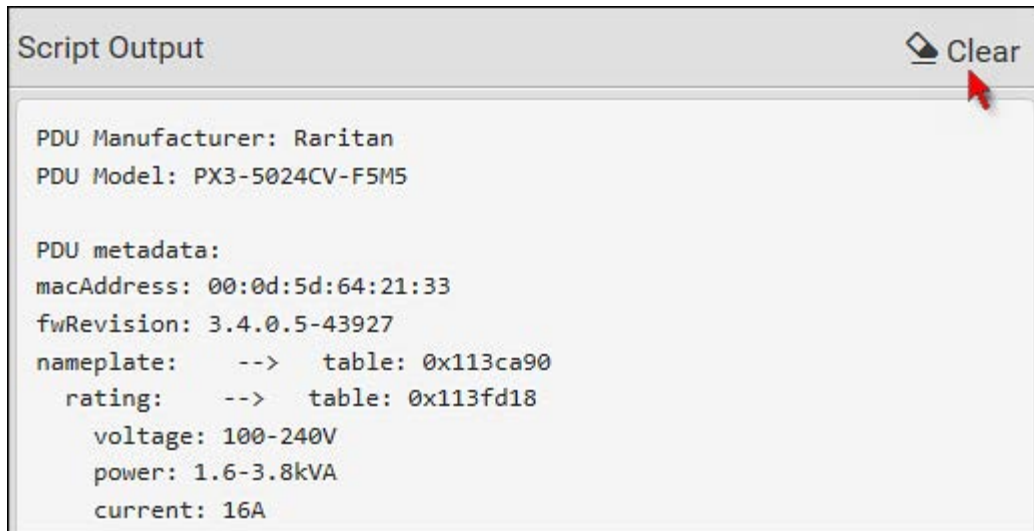 Script Output
Clear
PDU Manufacturer: Raritan
PDU Model: PX3-5024CV-F5M5
PDU metadata:
macAddress: 00:0d:5d:64:21:33
fwRevision: 3.4.0.5-43927
nameplate:    -->   table: 0x113ca90
  rating:    -->   table: 0x113fd18
    voltage: 100-240V
    power: 1.6-3.8kVA
    current: 16A